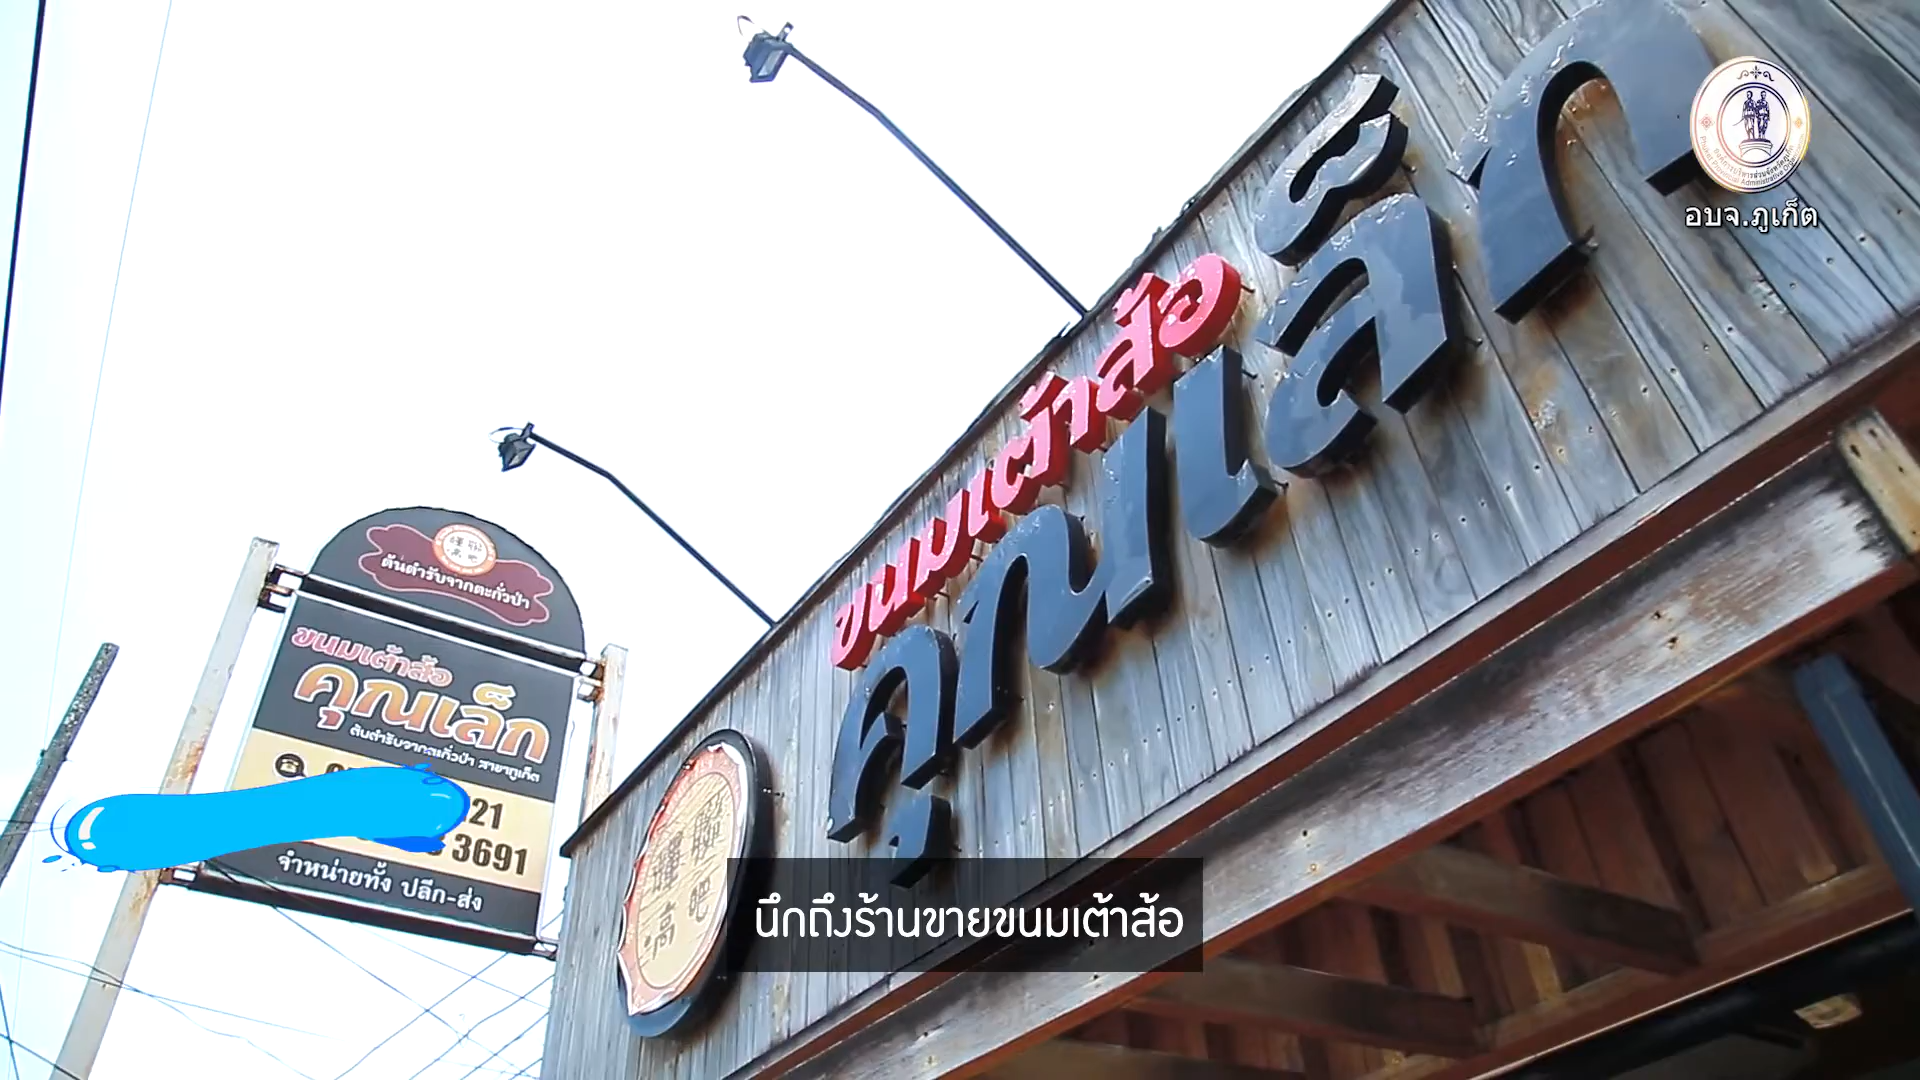 อบจ.ภูเก็ต
ขนมเต้าส้อ
คุณเล็ก
ต้นตำรับจากตะกั่วป่า
ขนมเต้าส้อ
คุณเล็ก
ต้นตำรับจากตะกั่วป่า สาขาภูเก็ต
21
3691
จำหน่ายทั้ง ปลีก-ส่ง
นึกถึงร้านขายขนมเต้าส้อ